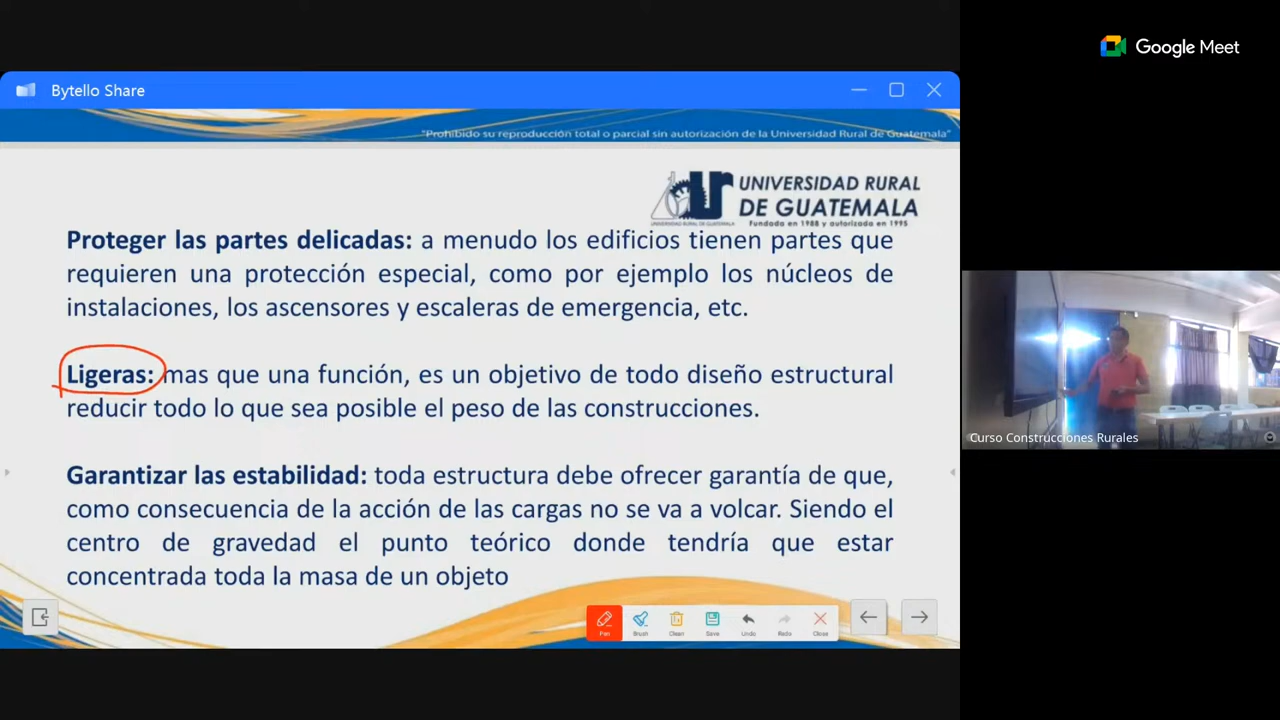 Google Meet
Bytello Share
"Prohibido su reproducción total o parcial sin autorización de la Universidad Rural de Guatemala"
UNIVERSIDAD RURAL
DE GUATEMALA
Fundada en 1988 y autorizada en 1995
UNIVERSIDAD RURAL DE GUATEMALA
Proteger las partes delicadas: a menudo los edificios tienen partes que
requieren una protección especial, como por ejemplo los núcleos de
instalaciones, los ascensores y escaleras de emergencia, etc.
Ligeras: mas que una función, es un objetivo de todo diseño estructural
reducir todo lo que sea posible el peso de las construcciones.
Garantizar las estabilidad: toda estructura debe ofrecer garantía de que,
como consecuencia de la acción de las cargas no se va a volcar. Siendo el
centro de gravedad el punto teórico donde tendría que estar
concentrada toda la masa de un objeto
Pen Brush Clean Save Undo Redo Close
Curso Construcciones Rurales